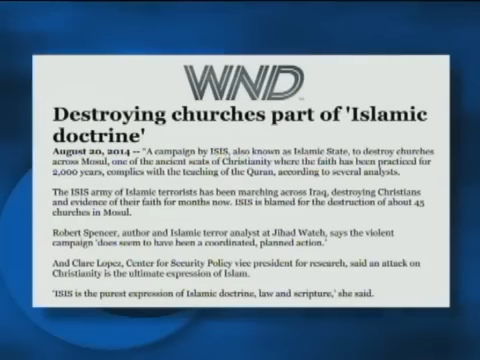 WND
Destroying churches part of 'Islamic
doctrine'
August 20, 2014 -- "A campaign by ISIS, also known as Islamic State, to destroy churches
across Mosul, one of the ancient seats of Christianity where the faith has been practiced for
2,000 years, complies with the teaching of the Quran, according to several analysts.
The ISIS army of Islamic terrorists has been marching across Iraq, destroying Christians
and evidence of their faith for months now. ISIS is blamed for the destruction of about 45
churches in Mosul.
Robert Spencer, author and Islamic terror analyst at Jihad Watch, says the violent
campaign 'does seem to have been a coordinated, planned action.'
And Clare Lopez, Center for Security Policy vice president for research, said an attack on
Christianity is the ultimate expression of Islam.
'ISIS is the purest expression of Islamic doctrine, law and scripture,' she said.